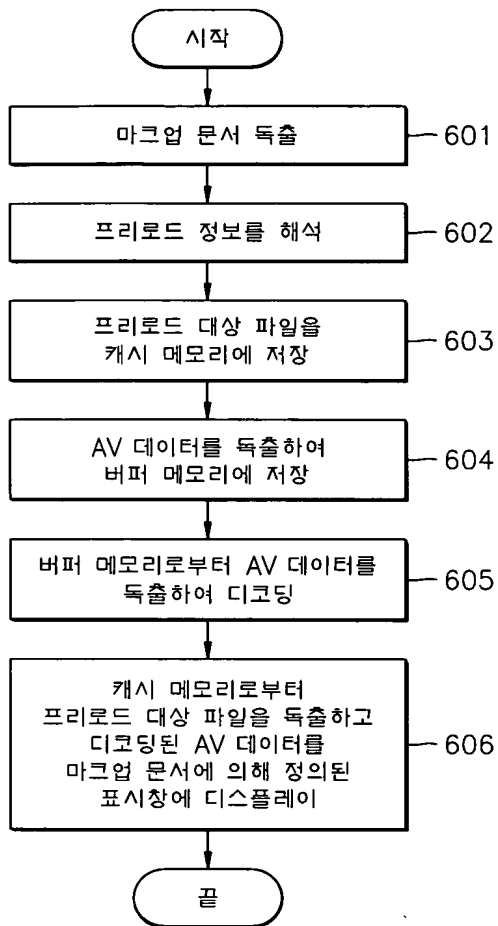 시작
마크업 문서 독출
601
프리로드 정보를 해석
602
프리로드 대상 파일을
캐시 메모리에 저장
603
AV 데이터를 독출하여
버퍼 메모리에 저장
604
버퍼 메모리로부터 AV 데이터를
독출하여 디코딩
605
캐시 메모리로부터
프리로드 대상 파일을 독출하고
디코딩된 AV 데이터를
마크업 문서에 의해 정의된
표시창에 디스플레이
606
끝